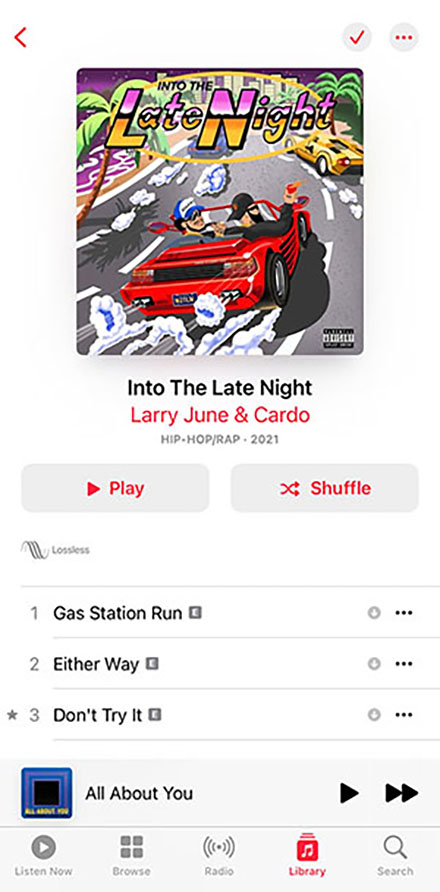 INTO THE
Late Night
PARENTAL
ADVISORY
EXPLICIT CONTENT
Into The Late Night
Larry June & Cardo
HIP-HOP/RAP · 2021
Play
Shuffle
Lossless
1 Gas Station Run E
2 Either Way E
★ 3 Don't Try It E
ALL ABOUT YOU
All About You
Listen Now
Browse
Radio
Library
Search